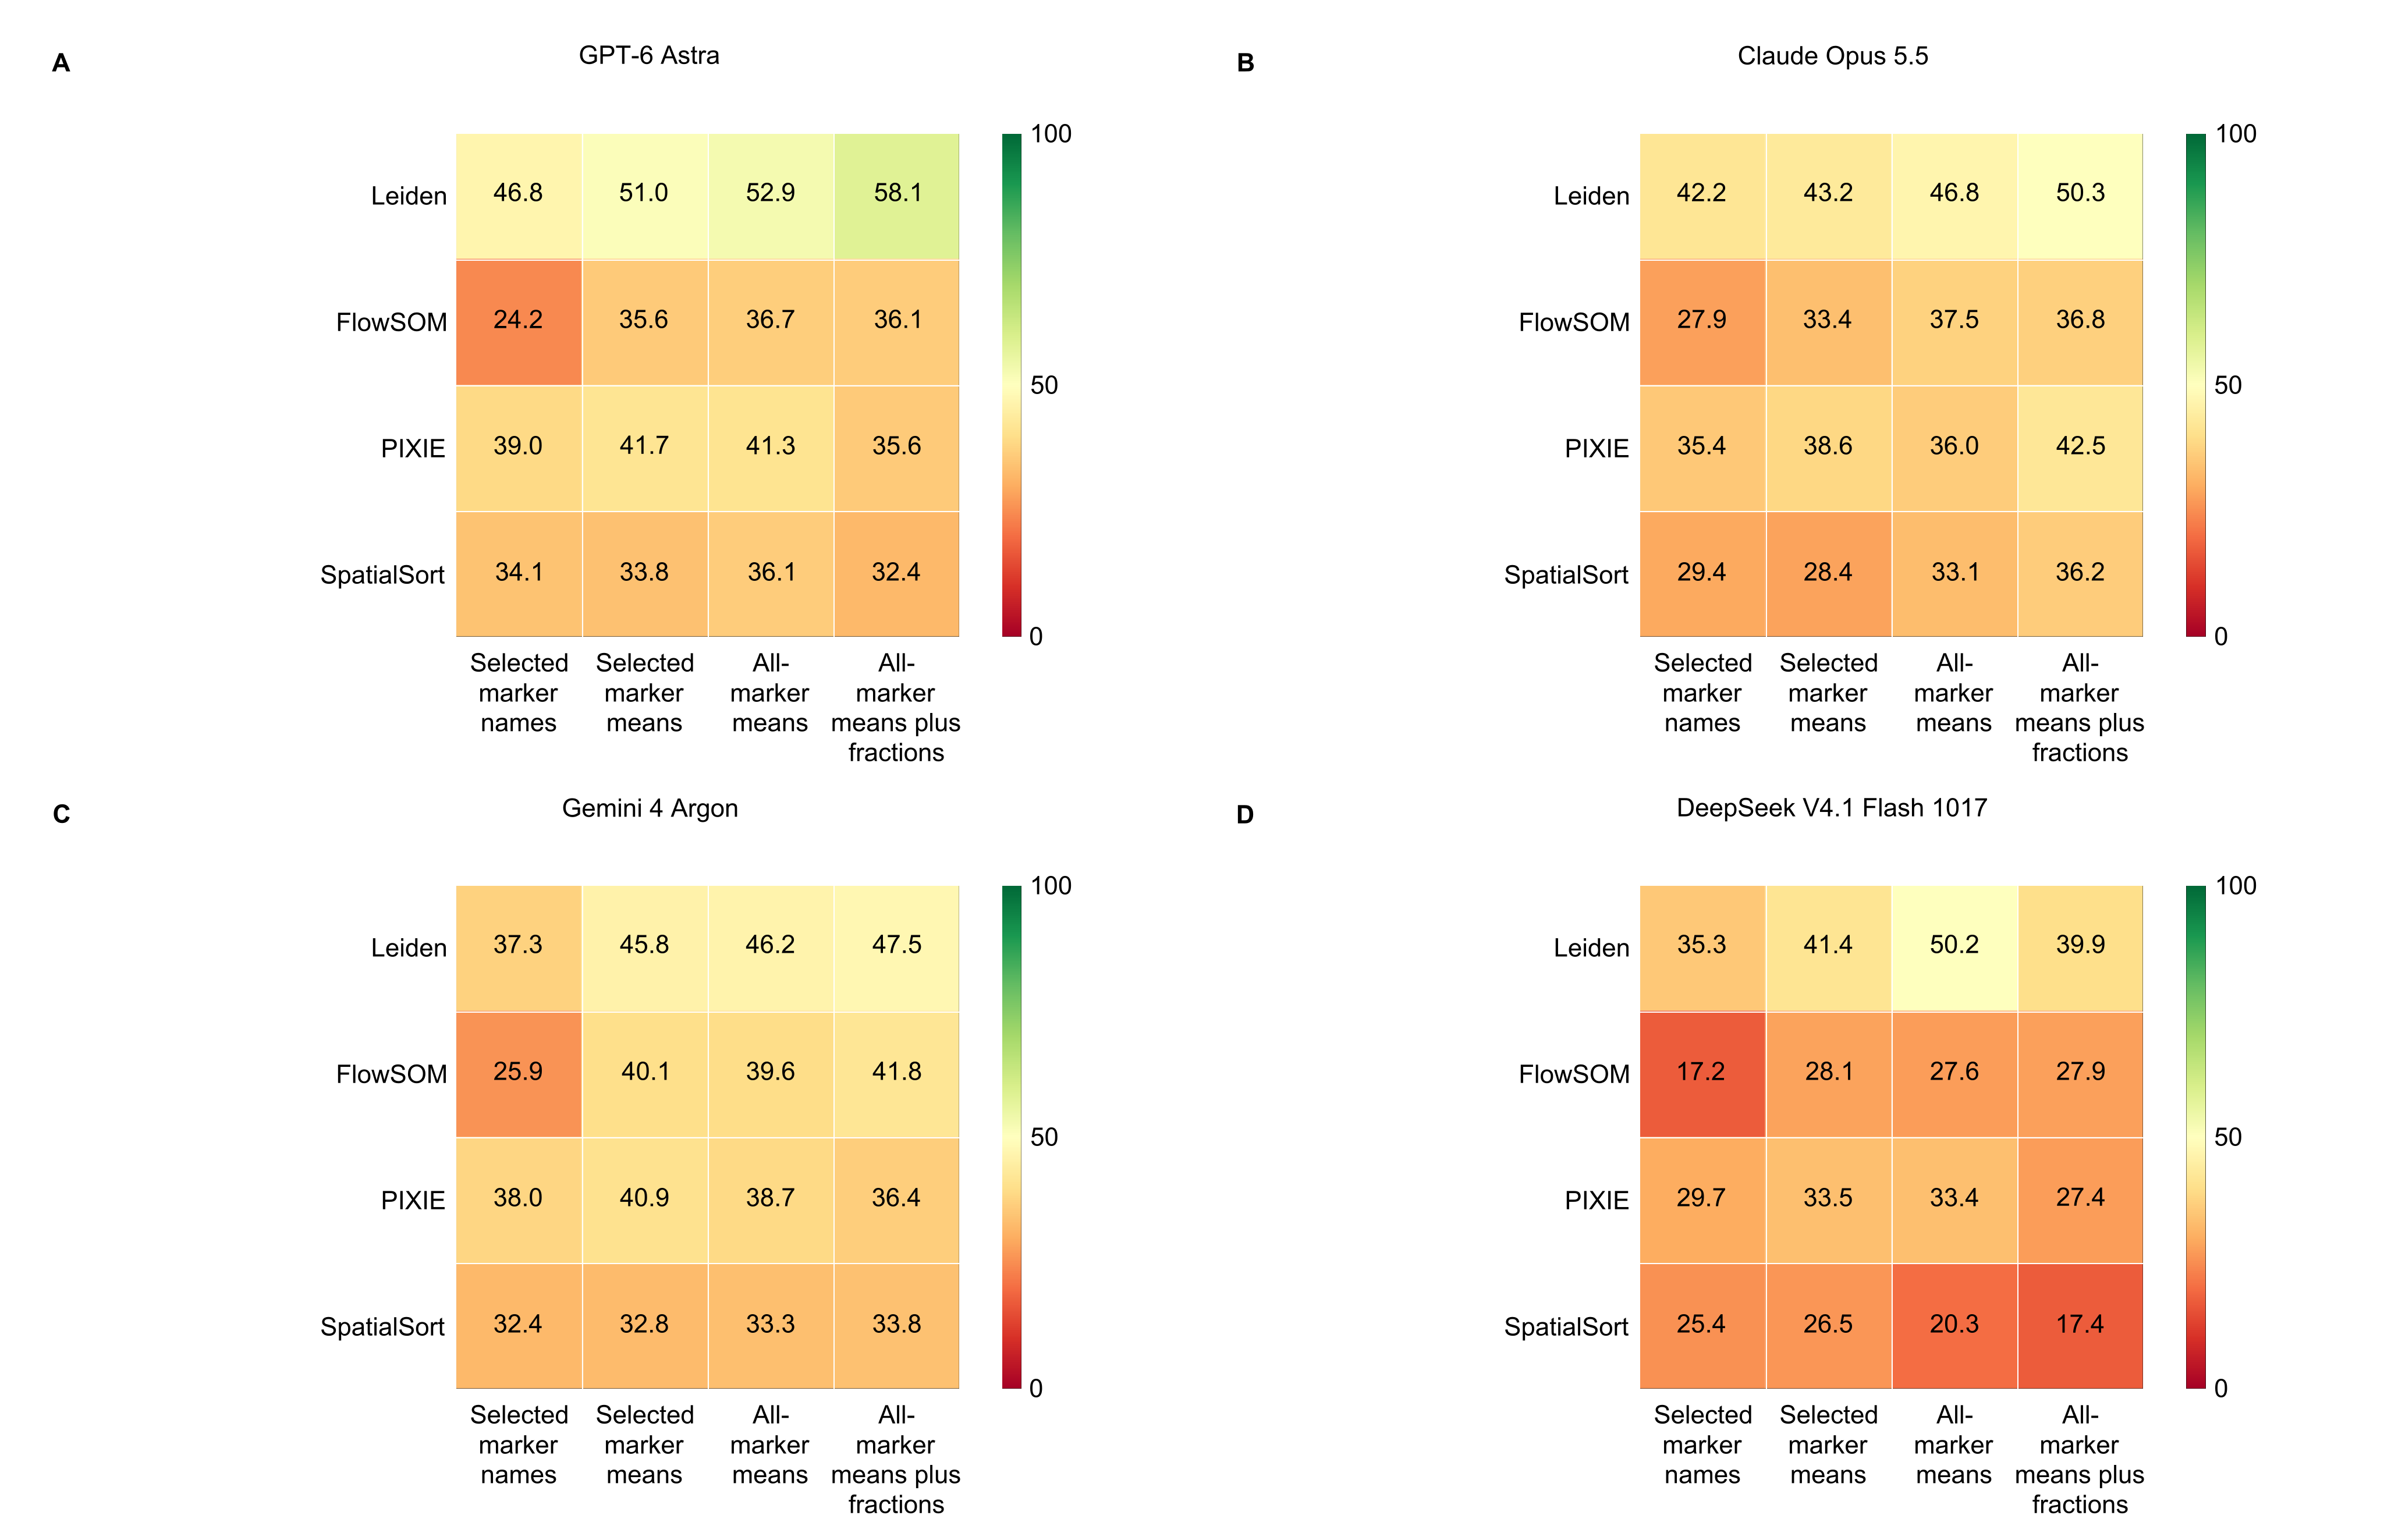 A
GPT-6 Astra
100
50
0
Leiden 46.8 51.0 52.9 58.1
FlowSOM 24.2 35.6 36.7 36.1
PIXIE 39.0 41.7 41.3 35.6
SpatialSort 34.1 33.8 36.1 32.4
Selected Selected All- All-
marker marker marker marker
names means means means plus
fractions
B
Claude Opus 5.5
100
50
0
Leiden 42.2 43.2 46.8 50.3
FlowSOM 27.9 33.4 37.5 36.8
PIXIE 35.4 38.6 36.0 42.5
SpatialSort 29.4 28.4 33.1 36.2
Selected Selected All- All-
marker marker marker marker
names means means means plus
fractions
C
Gemini 4 Argon
100
50
0
Leiden 37.3 45.8 46.2 47.5
FlowSOM 25.9 40.1 39.6 41.8
PIXIE 38.0 40.9 38.7 36.4
SpatialSort 32.4 32.8 33.3 33.8
Selected Selected All- All-
marker marker marker marker
names means means means plus
fractions
D
DeepSeek V4.1 Flash 1017
100
50
0
Leiden 35.3 41.4 50.2 39.9
FlowSOM 17.2 28.1 27.6 27.9
PIXIE 29.7 33.5 33.4 27.4
SpatialSort 25.4 26.5 20.3 17.4
Selected Selected All- All-
marker marker marker marker
names means means means plus
fractions